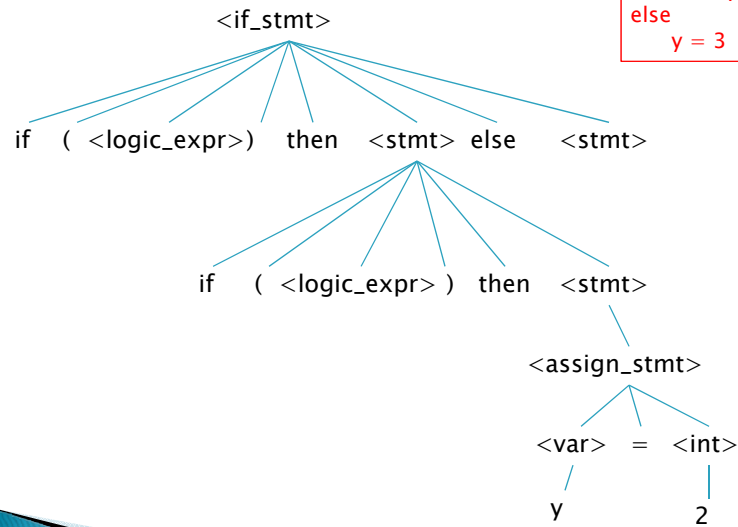 <if_stmt>
else
y = 3
if ( <logic_expr>) then <stmt> else <stmt>
if ( <logic_expr> ) then <stmt>
<assign_stmt>
<var> = <int>
y 2